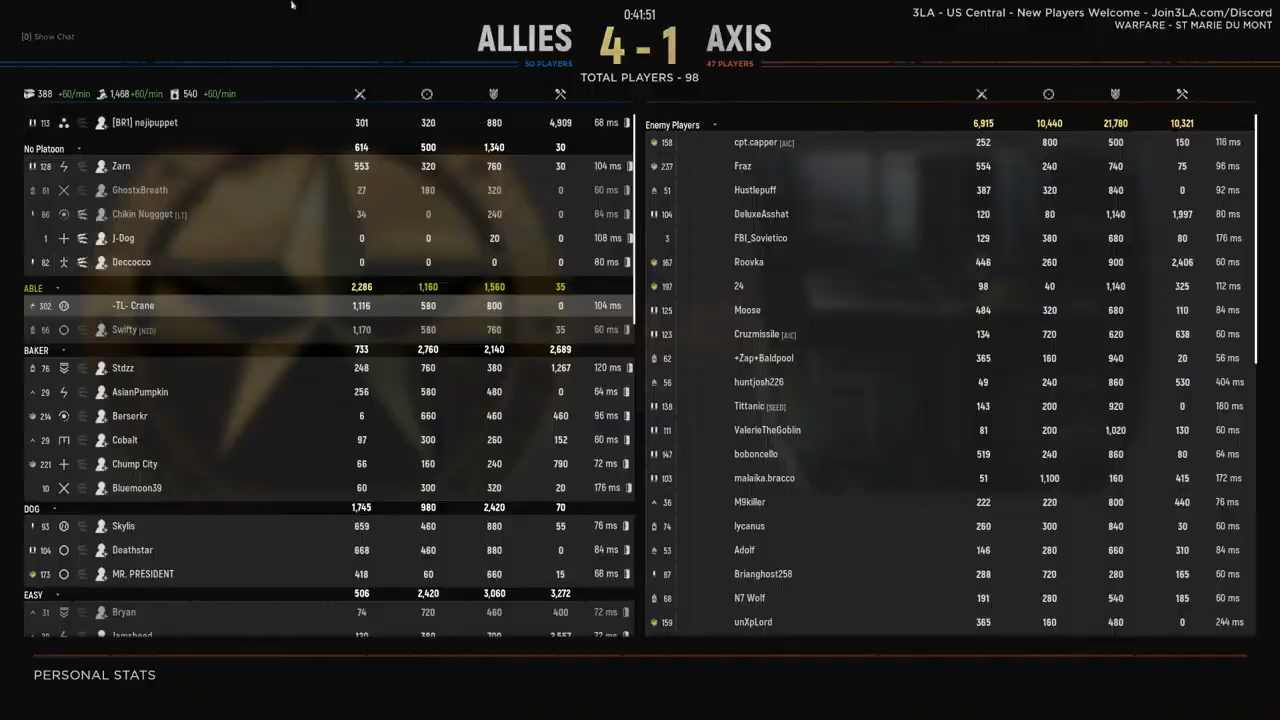 0:41:51
3LA - US Central - New Players Welcome - Join3LA.com/Discord
WARFARE - ST MARIE DU MONT
[O] Show Chat
ALLIES 4 - 1 AXIS
50 PLAYERS 47 PLAYERS
TOTAL PLAYERS - 98
388 +60/min 1,468 +60/min 540 +60/min
113 [BR1] nejipuppet 301 320 880 4,909 68 ms
No Platoon 614 500 1,340 30
128 Zarn 553 320 760 30 104 ms
61 GhostxBreath 27 180 320 0 60 ms
86 Chikin Nuggget [LT] 34 0 240 0 84 ms
1 J-Dog 0 0 20 0 108 ms
82 Deccocco 0 0 0 0 80 ms
ABLE 2,286 1,160 1,560 35
302 -TL- Crane 1,116 580 800 0 104 ms
56 Swifty [NED] 1,170 580 760 35 60 ms
BAKER 733 2,760 2,140 2,689
76 Stdzz 248 760 380 1,267 120 ms
29 AsianPumpkin 256 580 480 0 64 ms
214 Berserkr 6 660 460 460 96 ms
29 Cobalt 97 300 260 152 60 ms
221 Chump City 66 160 240 790 72 ms
10 Bluemoon39 60 300 320 20 176 ms
DOG 1,745 980 2,420 70
93 Skylis 659 460 880 55 76 ms
104 Deathstar 668 460 880 0 84 ms
173 MR. PRESIDENT 418 60 660 15 68 ms
EASY 506 2,420 3,060 3,272
31 Bryan 74 720 460 400 72 ms
Jamsheed 120 380 700 2,557 72 ms
Enemy Players 6,915 10,440 21,780 10,321
158 cpt.capper [AIC] 252 800 500 150 116 ms
237 Fraz 554 240 740 75 96 ms
51 Hustlepuff 387 320 840 0 92 ms
104 DeluxeAsshat 120 80 1,140 1,997 80 ms
3 FBI_Sovietico 129 380 680 80 176 ms
167 Roovka 446 260 900 2,406 60 ms
197 24 98 40 1,140 325 112 ms
125 Moose 484 320 680 110 84 ms
123 Cruzmissile [AIC] 134 720 620 638 60 ms
62 +Zap+Baldpool 365 160 940 20 56 ms
56 huntjosh226 49 240 860 530 404 ms
138 Tittanic [SEED] 143 200 920 0 180 ms
111 ValerieTheGoblin 81 200 1,020 130 60 ms
147 boboncello 519 240 860 80 64 ms
103 malaika.bracco 51 1,100 160 415 172 ms
36 M9killer 222 220 800 440 76 ms
74 lycanus 260 300 840 30 60 ms
53 Adolf 146 280 660 310 84 ms
87 Brianghost258 288 720 280 165 60 ms
68 N7 Wolf 191 280 540 185 60 ms
159 unXpLord 365 160 480 0 244 ms
PERSONAL STATS